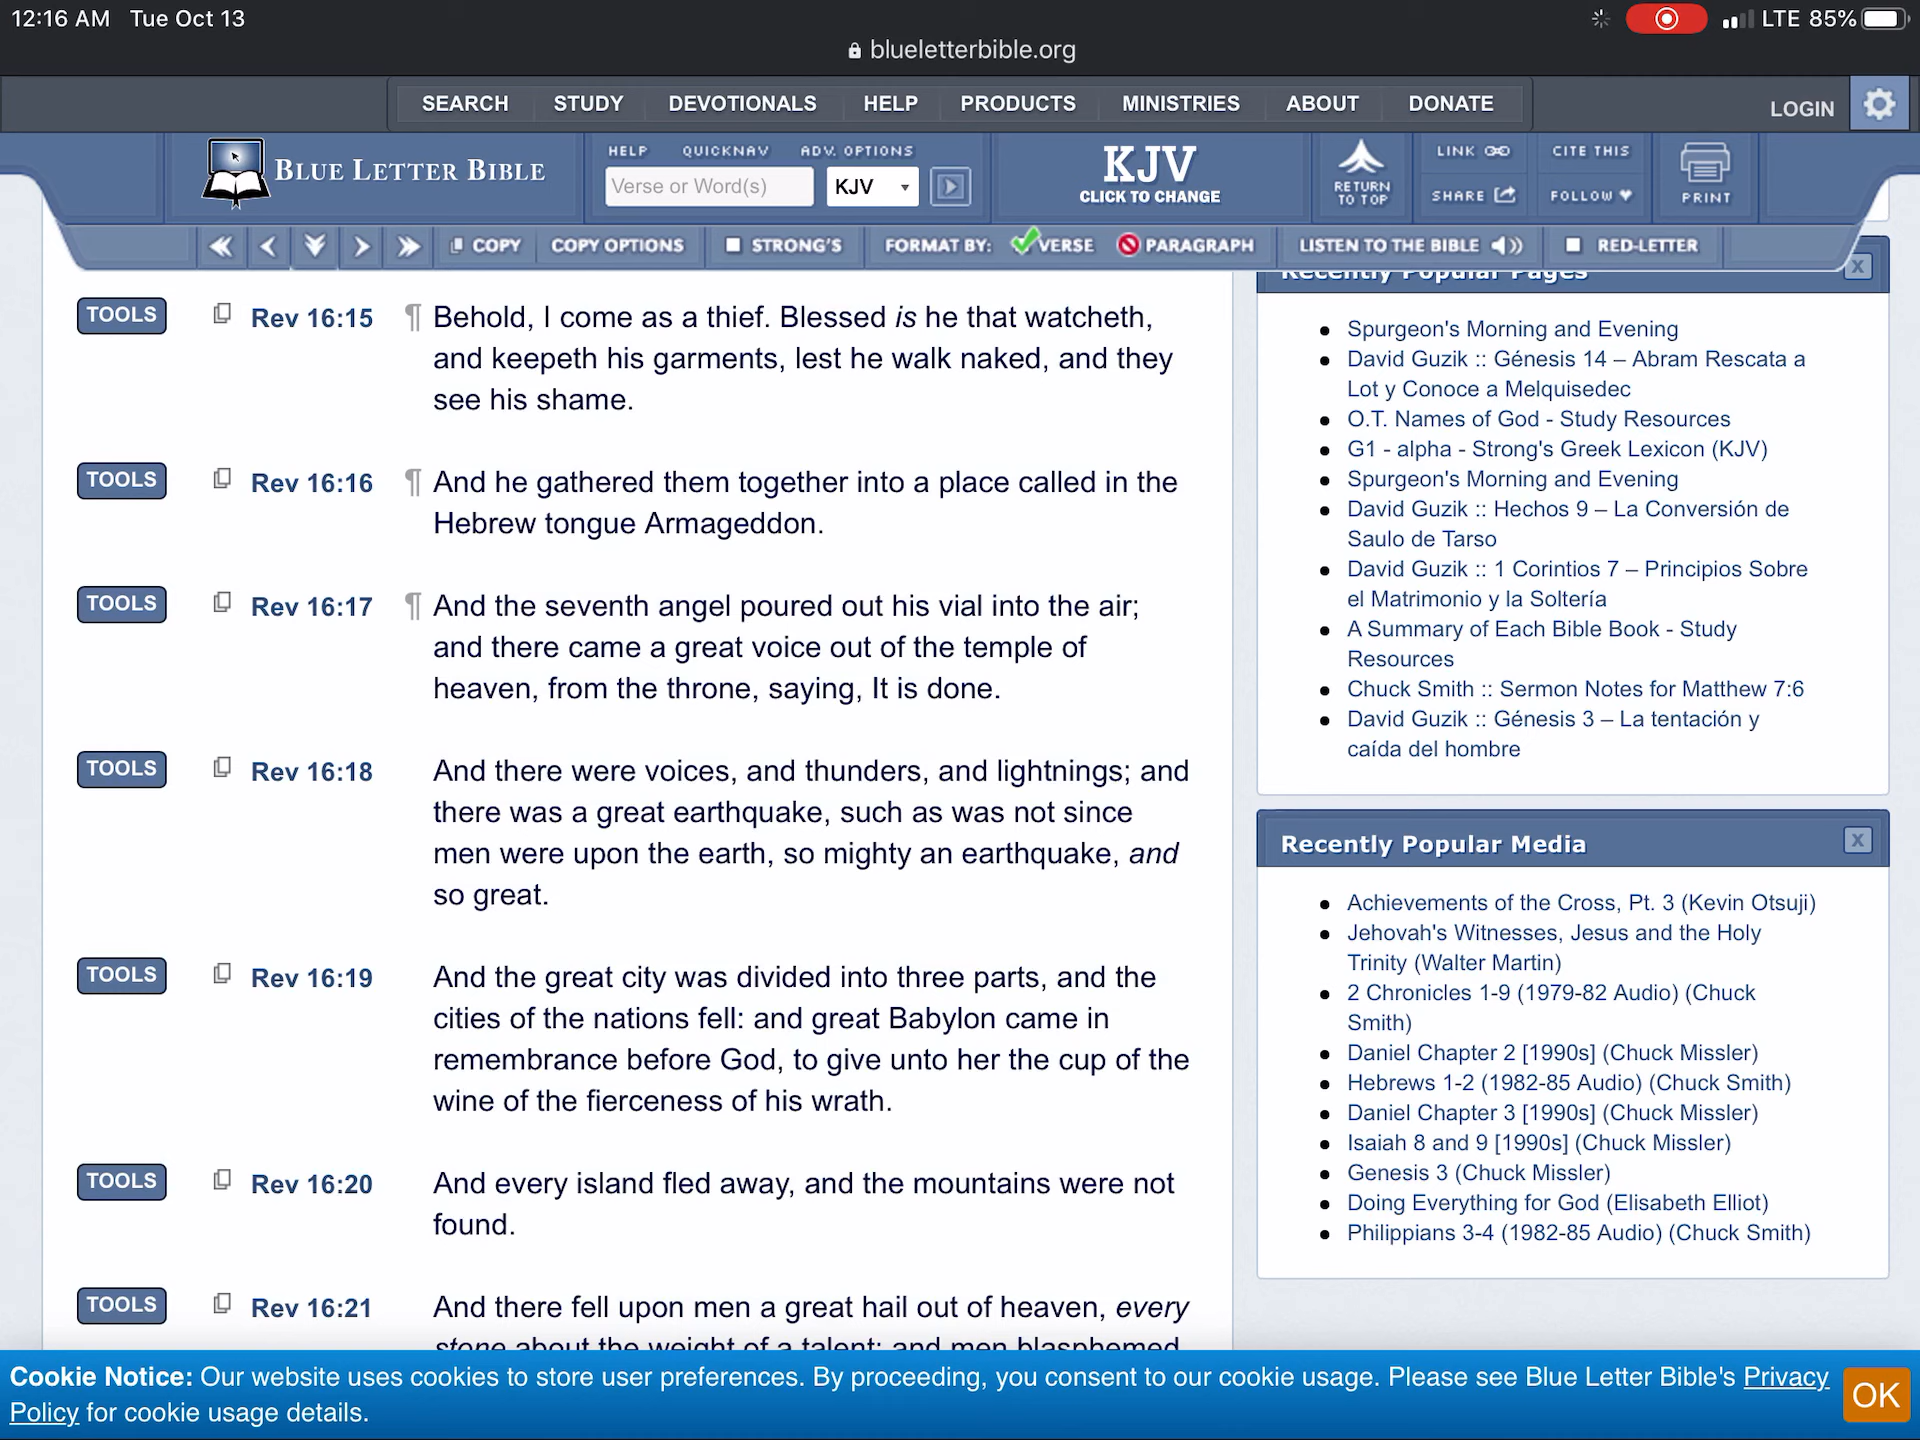 12:16 AM Tue Oct 13
LTE 85%
blueletterbible.org
SEARCH STUDY DEVOTIONALS HELP PRODUCTS MINISTRIES ABOUT DONATE
LOGIN
BLUE LETTER BIBLE
HELP QUICKNAV ADV. OPTIONS
Verse or Word(s) KJV
KJV
CLICK TO CHANGE
RETURN
TO TOP
LINK
CITE THIS
SHARE
FOLLOW
PRINT
COPY COPY OPTIONS STRONG'S FORMAT BY: VERSE PARAGRAPH LISTEN TO THE BIBLE RED-LETTER
TOOLS Rev 16:15 ¶ Behold, I come as a thief. Blessed is he that watcheth,
and keepeth his garments, lest he walk naked, and they
see his shame.
TOOLS Rev 16:16 ¶ And he gathered them together into a place called in the
Hebrew tongue Armageddon.
TOOLS Rev 16:17 ¶ And the seventh angel poured out his vial into the air;
and there came a great voice out of the temple of
heaven, from the throne, saying, It is done.
TOOLS Rev 16:18 And there were voices, and thunders, and lightnings; and
there was a great earthquake, such as was not since
men were upon the earth, so mighty an earthquake, and
so great.
TOOLS Rev 16:19 And the great city was divided into three parts, and the
cities of the nations fell: and great Babylon came in
remembrance before God, to give unto her the cup of the
wine of the fierceness of his wrath.
TOOLS Rev 16:20 And every island fled away, and the mountains were not
found.
TOOLS Rev 16:21 And there fell upon men a great hail out of heaven, every
stone about the weight of a talent: and men blasphemed
Recently Popular Pages
X
Spurgeon's Morning and Evening
David Guzik :: Génesis 14 – Abram Rescata a
Lot y Conoce a Melquisedec
O.T. Names of God - Study Resources
G1 - alpha - Strong's Greek Lexicon (KJV)
Spurgeon's Morning and Evening
David Guzik :: Hechos 9 – La Conversión de
Saulo de Tarso
David Guzik :: 1 Corintios 7 – Principios Sobre
el Matrimonio y la Soltería
A Summary of Each Bible Book - Study
Resources
Chuck Smith :: Sermon Notes for Matthew 7:6
David Guzik :: Génesis 3 – La tentación y
caída del hombre
Recently Popular Media
X
Achievements of the Cross, Pt. 3 (Kevin Otsuji)
Jehovah's Witnesses, Jesus and the Holy
Trinity (Walter Martin)
2 Chronicles 1-9 (1979-82 Audio) (Chuck
Smith)
Daniel Chapter 2 [1990s] (Chuck Missler)
Hebrews 1-2 (1982-85 Audio) (Chuck Smith)
Daniel Chapter 3 [1990s] (Chuck Missler)
Isaiah 8 and 9 [1990s] (Chuck Missler)
Genesis 3 (Chuck Missler)
Doing Everything for God (Elisabeth Elliot)
Philippians 3-4 (1982-85 Audio) (Chuck Smith)
Cookie Notice: Our website uses cookies to store user preferences. By proceeding, you consent to our cookie usage. Please see Blue Letter Bible's Privacy
Policy for cookie usage details.
OK